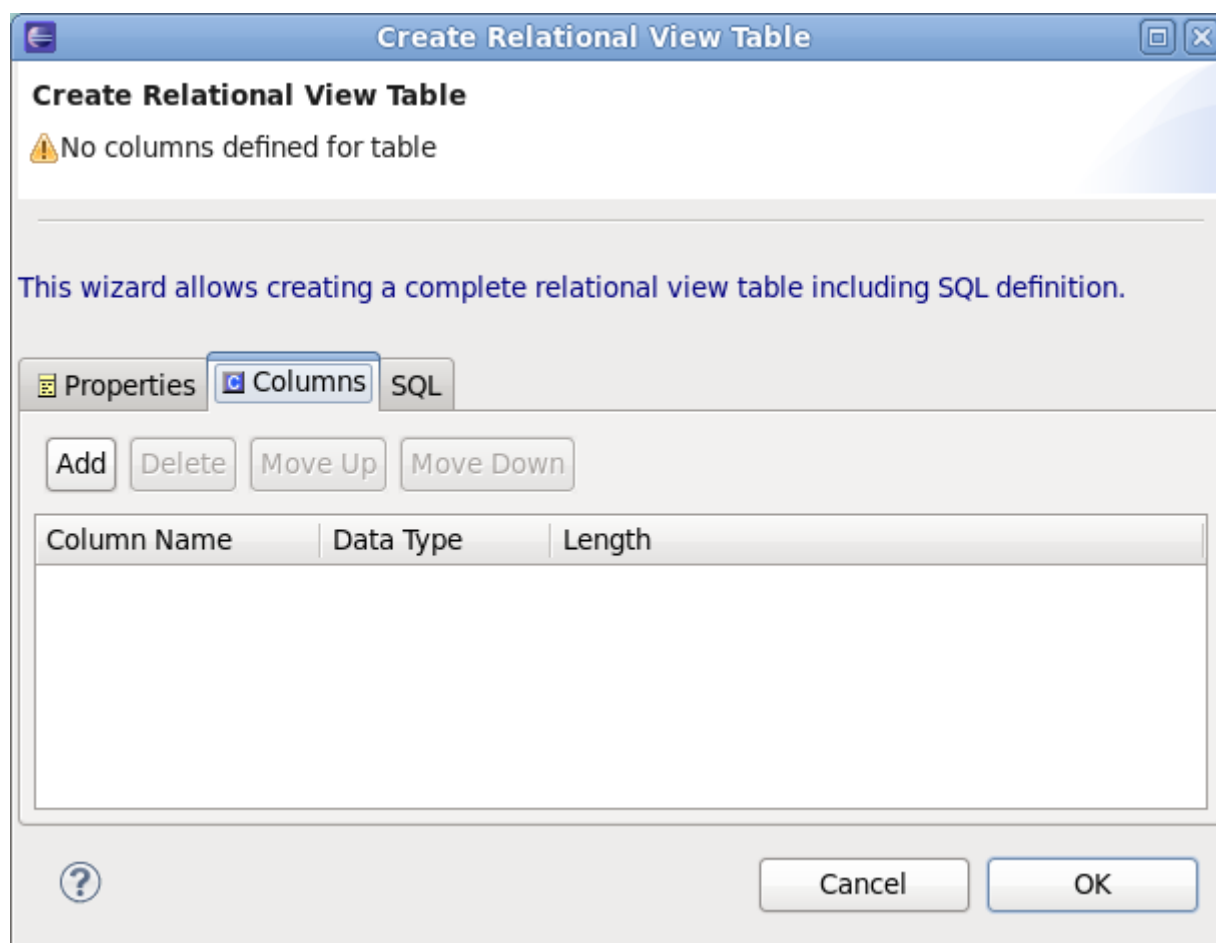 Create Relational View Table
Create Relational View Table
No columns defined for table
This wizard allows creating a complete relational view table including SQL definition.
Properties Columns SQL
Add Delete Move Up Move Down
Column Name Data Type Length
Cancel OK